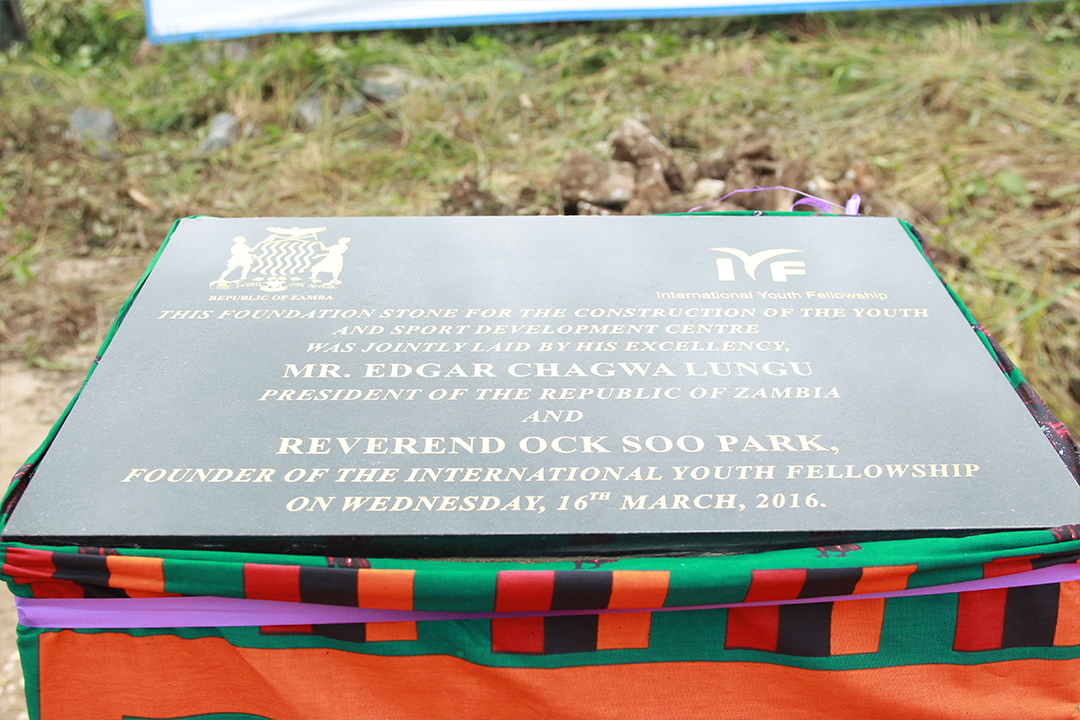 REPUBLIC OF ZAMBA
IYF
International Youth Fellowship
THIS FOUNDATION STONE FOR THE CONSTRUCTION OF THE YOUTH
AND SPORT DEVELOPMENT CENTRE
WAS JOINTLY LAID BY HIS EXCELLENCY,
MR. EDGAR CHAGWA LUNGU
PRESIDENT OF THE REPUBLIC OF ZAMBIA
AND
REVEREND OCK SOO PARK,
FOUNDER OF THE INTERNATIONAL YOUTH FELLOWSHIP
ON WEDNESDAY, 16TH MARCH, 2016.